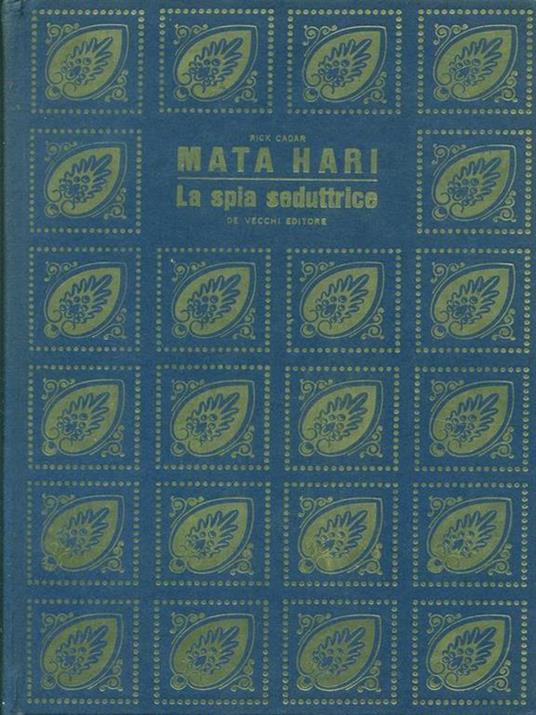 RICK CADAR
MATA HARI
La spia seduttrice
DE VECCHI EDITORE